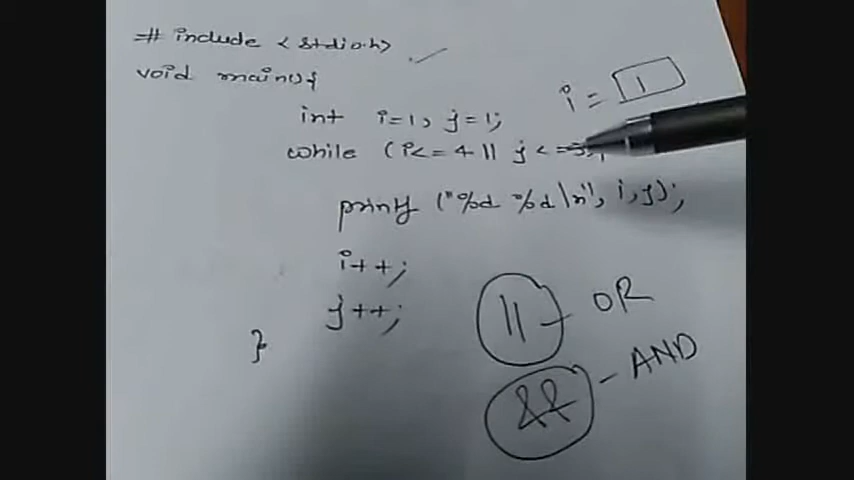 # include <stdio.h>
void main(){
int i=1, j=1;
while (i<=4 || j<=
printf ("%d %d\n", i,j);
i++;
j++;
}
i = 1
|| - OR
&& - AND